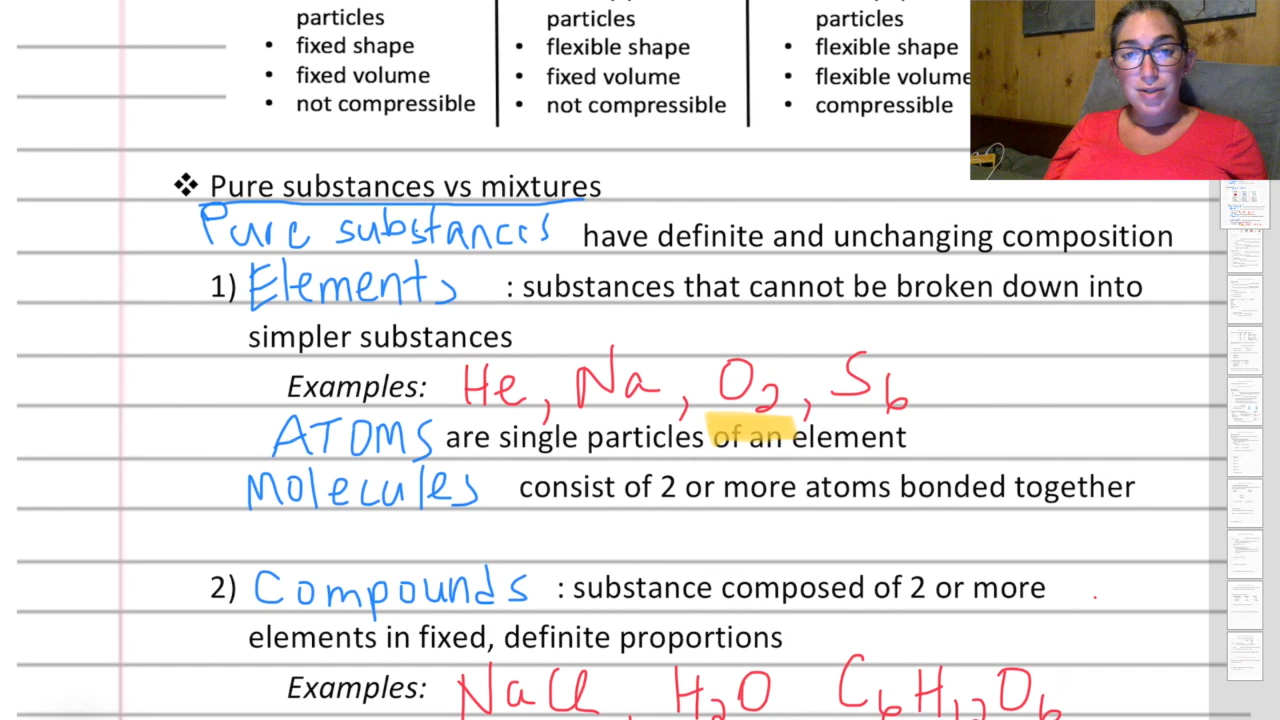 particles particles particles
• fixed shape • flexible shape • flexible shape
• fixed volume • fixed volume • flexible volume
• not compressible • not compressible • compressible
❖ Pure substances vs mixtures
Pure substances have definite and unchanging composition
1) Elements : substances that cannot be broken down into
simpler substances
Examples: He, Na, O2, S6
ATOMS are single particles of an element
Molecules consist of 2 or more atoms bonded together
2) Compounds : substance composed of 2 or more
elements in fixed, definite proportions
Examples: NaCl, H2O C6H12O6